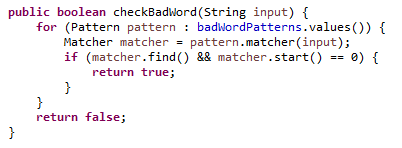 public boolean checkBadWord(String input) {
    for (Pattern pattern : badWordPatterns.values()) {
        Matcher matcher = pattern.matcher(input);
        if (matcher.find() && matcher.start() == 0) {
            return true;
        }
    }
    return false;
}